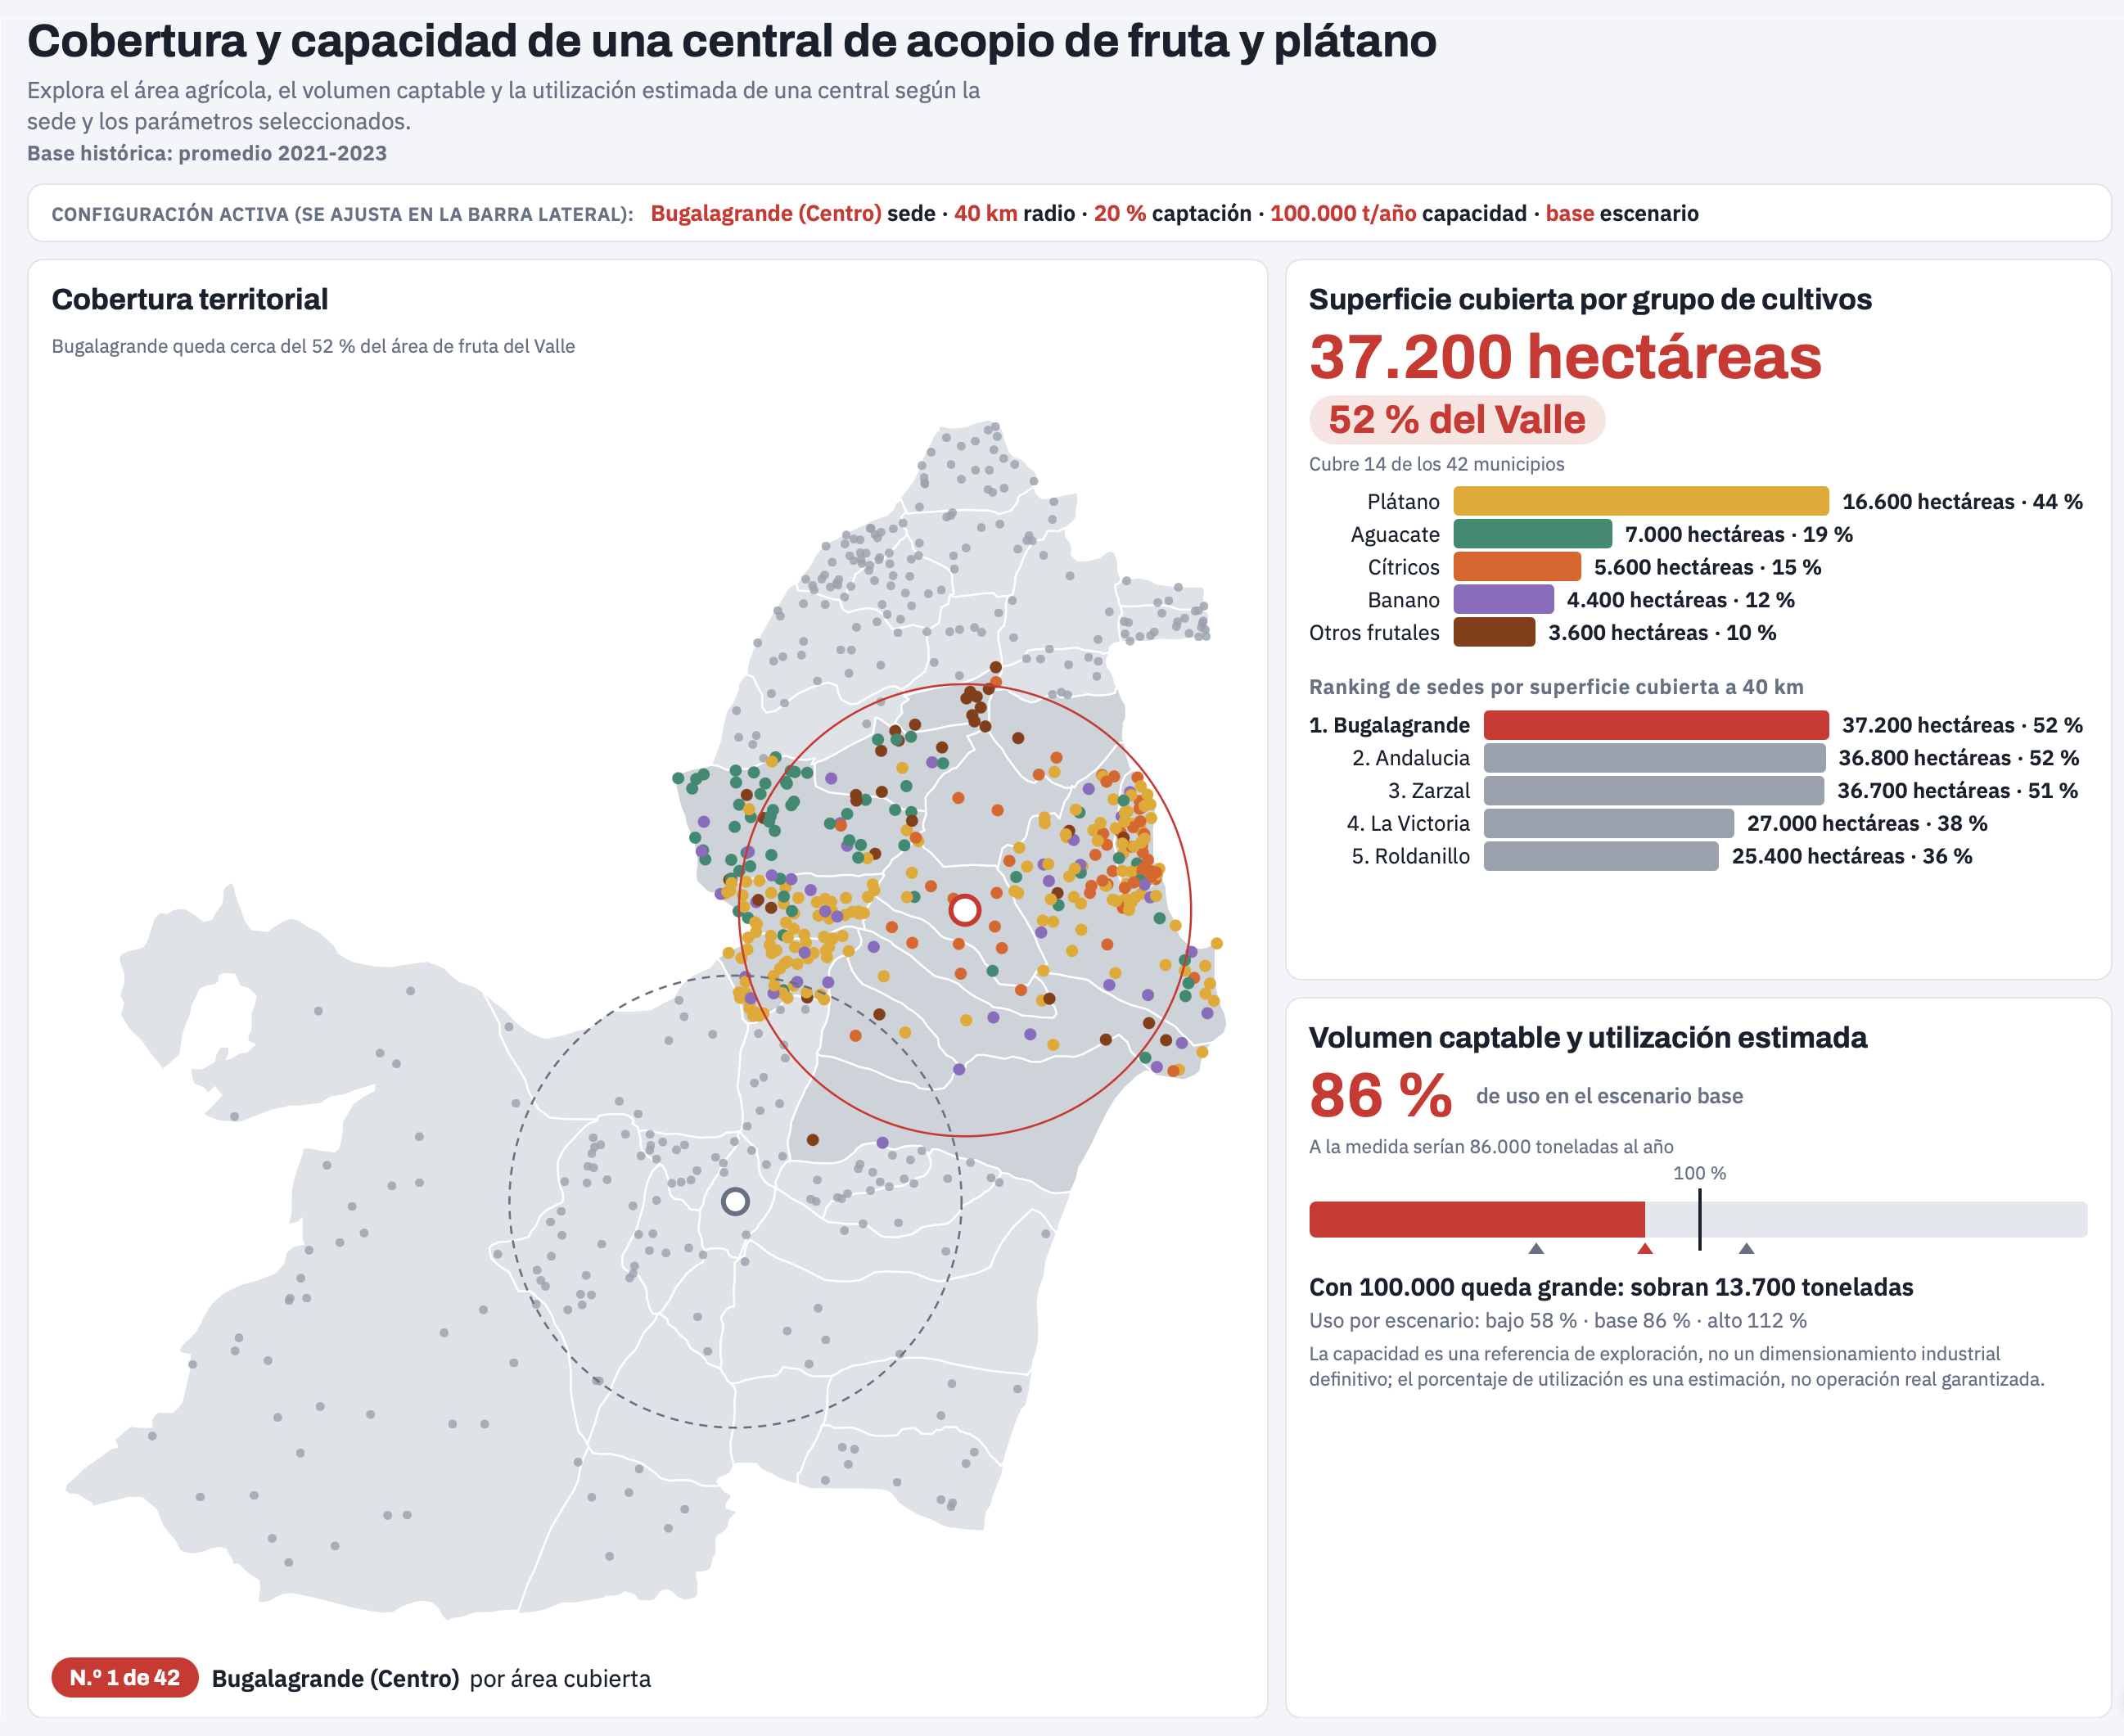 Cobertura y capacidad de una central de acopio de fruta y plátano
Explora el área agrícola, el volumen captable y la utilización estimada de una central según la
sede y los parámetros seleccionados.
Base histórica: promedio 2021-2023
CONFIGURACIÓN ACTIVA (SE AJUSTA EN LA BARRA LATERAL): Bugalagrande (Centro) sede · 40 km radio · 20 % captación · 100.000 t/año capacidad · base escenario
Cobertura territorial
Bugalagrande queda cerca del 52 % del área de fruta del Valle
N.º 1 de 42 Bugalagrande (Centro) por área cubierta
Superficie cubierta por grupo de cultivos
37.200 hectáreas
52 % del Valle
Cubre 14 de los 42 municipios
Plátano 16.600 hectáreas · 44 %
Aguacate 7.000 hectáreas · 19 %
Cítricos 5.600 hectáreas · 15 %
Banano 4.400 hectáreas · 12 %
Otros frutales 3.600 hectáreas · 10 %
Ranking de sedes por superficie cubierta a 40 km
1. Bugalagrande 37.200 hectáreas · 52 %
2. Andalucia 36.800 hectáreas · 52 %
3. Zarzal 36.700 hectáreas · 51 %
4. La Victoria 27.000 hectáreas · 38 %
5. Roldanillo 25.400 hectáreas · 36 %
Volumen captable y utilización estimada
86 % de uso en el escenario base
A la medida serían 86.000 toneladas al año
100 %
Con 100.000 queda grande: sobran 13.700 toneladas
Uso por escenario: bajo 58 % · base 86 % · alto 112 %
La capacidad es una referencia de exploración, no un dimensionamiento industrial
definitivo; el porcentaje de utilización es una estimación, no operación real garantizada.